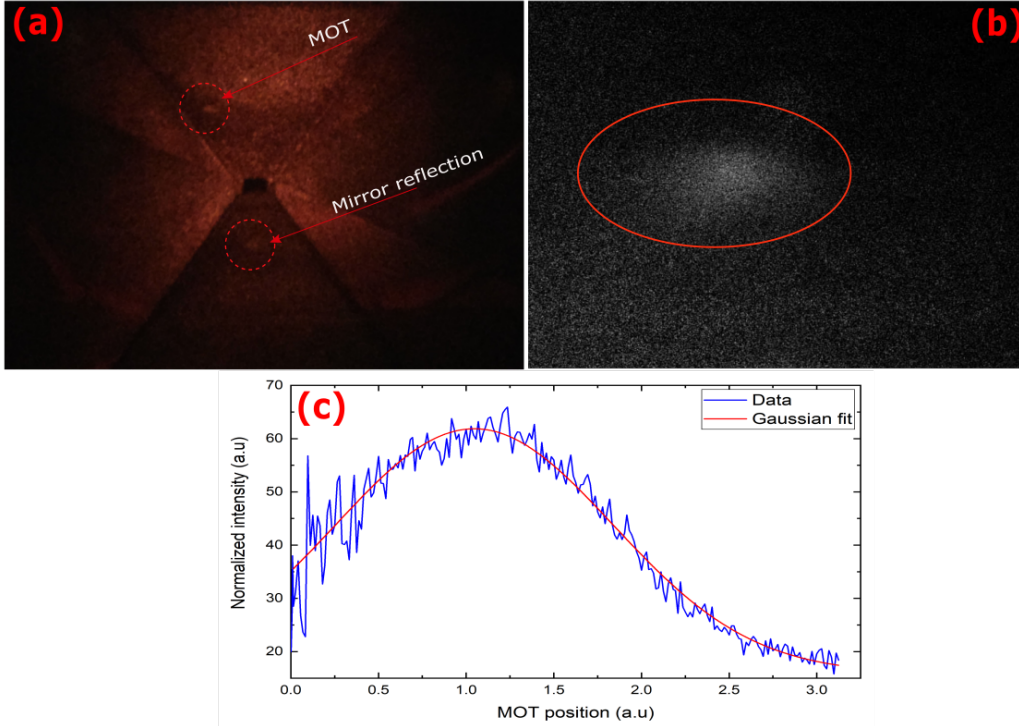 (a)
MOT
Mirror reflection
(b)
(c)
Data
Gaussian fit
Normalized intensity (a.u)
70
60
50
40
30
20
0.0 0.5 1.0 1.5 2.0 2.5 3.0
MOT position (a.u)